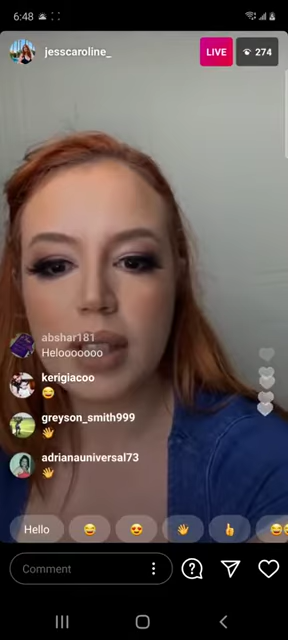 6:48
jesscaroline_
LIVE
274
abshar181
Helooooooo
kerigiacoo
😂
greyson_smith999
👋
adrianauniversal73
👋
Hello 😂 😍 👋 👍 😂
Comment